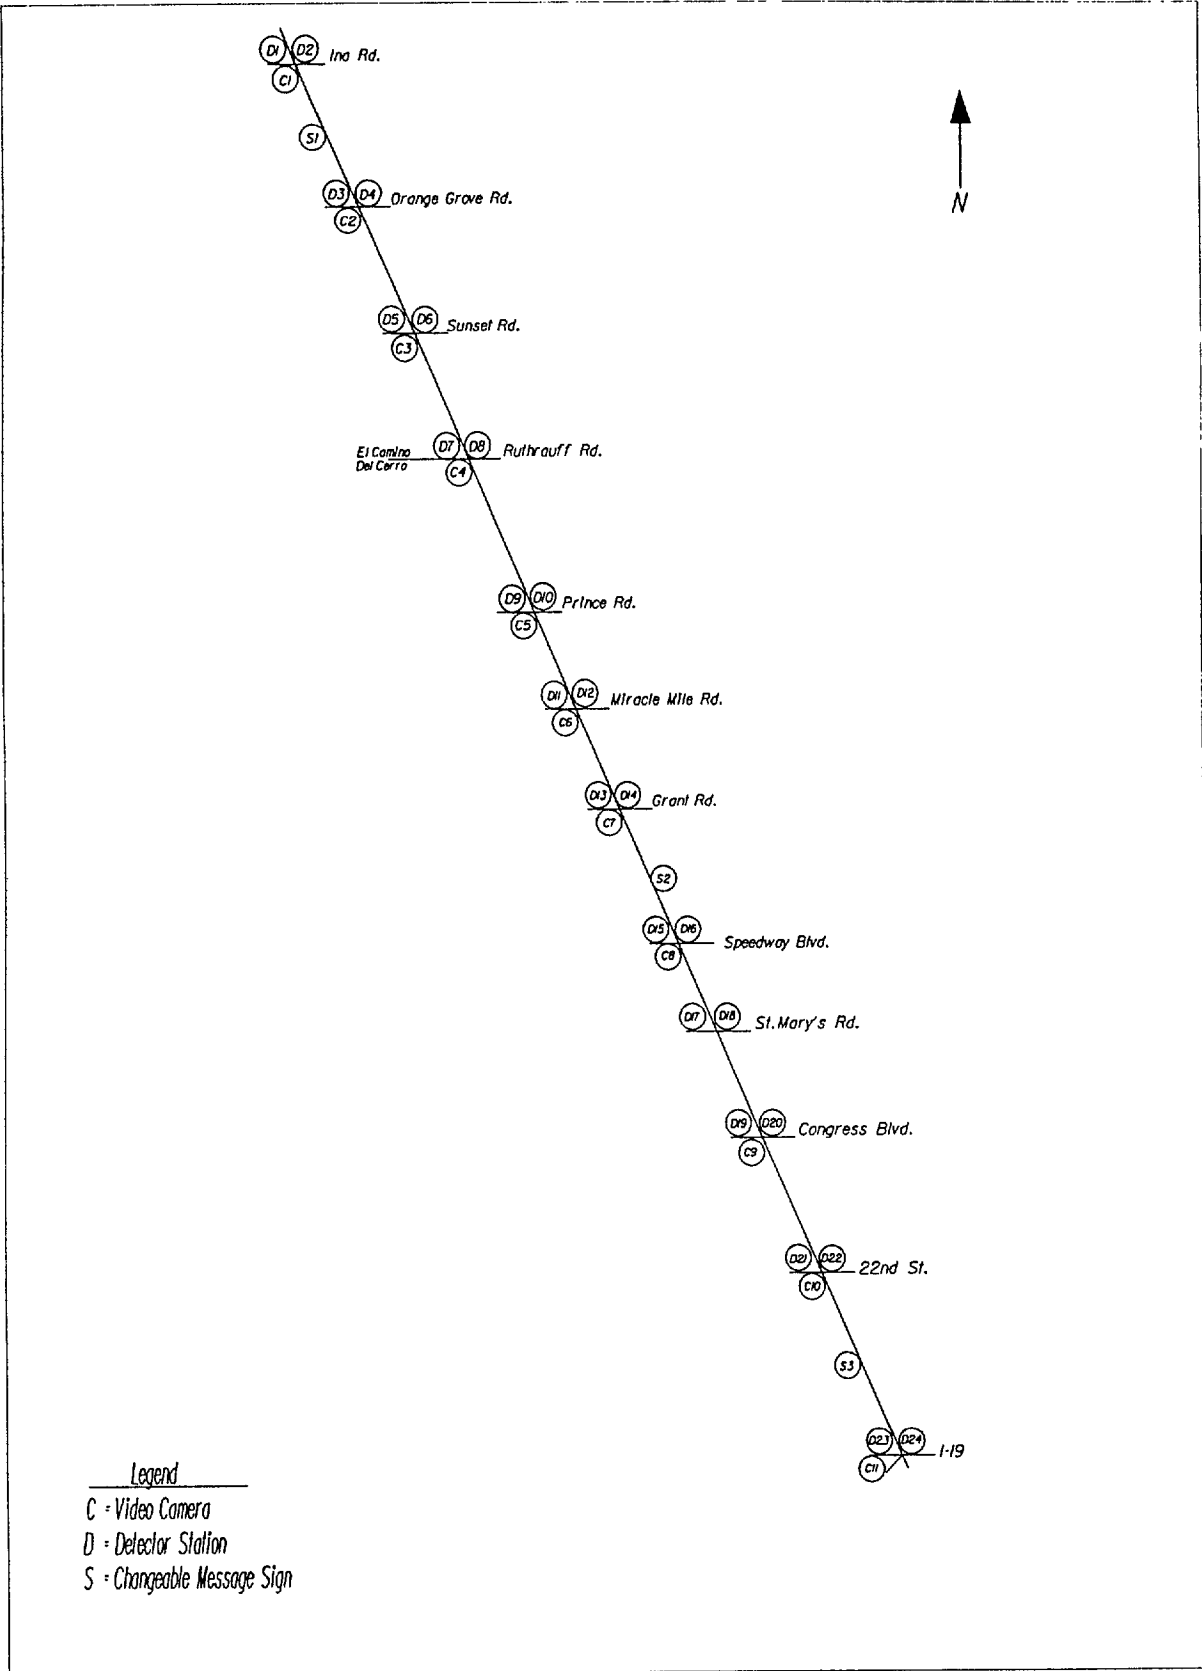 D1 D2 Ina Rd.
C1
S1
D3 D4 Orange Grove Rd.
C2
D5 D6 Sunset Rd.
C3
El Camino
Del Cerro
D7 D8 Ruthrauff Rd.
C4
D9 D10 Prince Rd.
C5
D11 D12 Miracle Mile Rd.
C6
D13 D14 Grant Rd.
C7
S2
D15 D16 Speedway Blvd.
C8
D17 D18 St.Mary's Rd.
D19 D20 Congress Blvd.
C9
D21 D22 22nd St.
C10
S3
D23 D24 I-19
C11
N
Legend
C = Video Camera
D = Detector Station
S = Changeable Message Sign